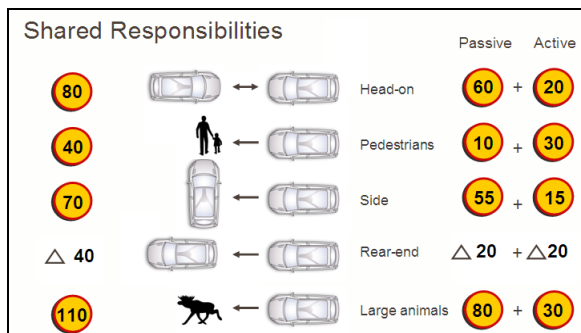 Shared Responsibilities
Passive Active
80 Head-on 60 + 20
40 Pedestrians 10 + 30
70 Side 55 + 15
△ 40 Rear-end △ 20 + △ 20
110 Large animals 80 + 30